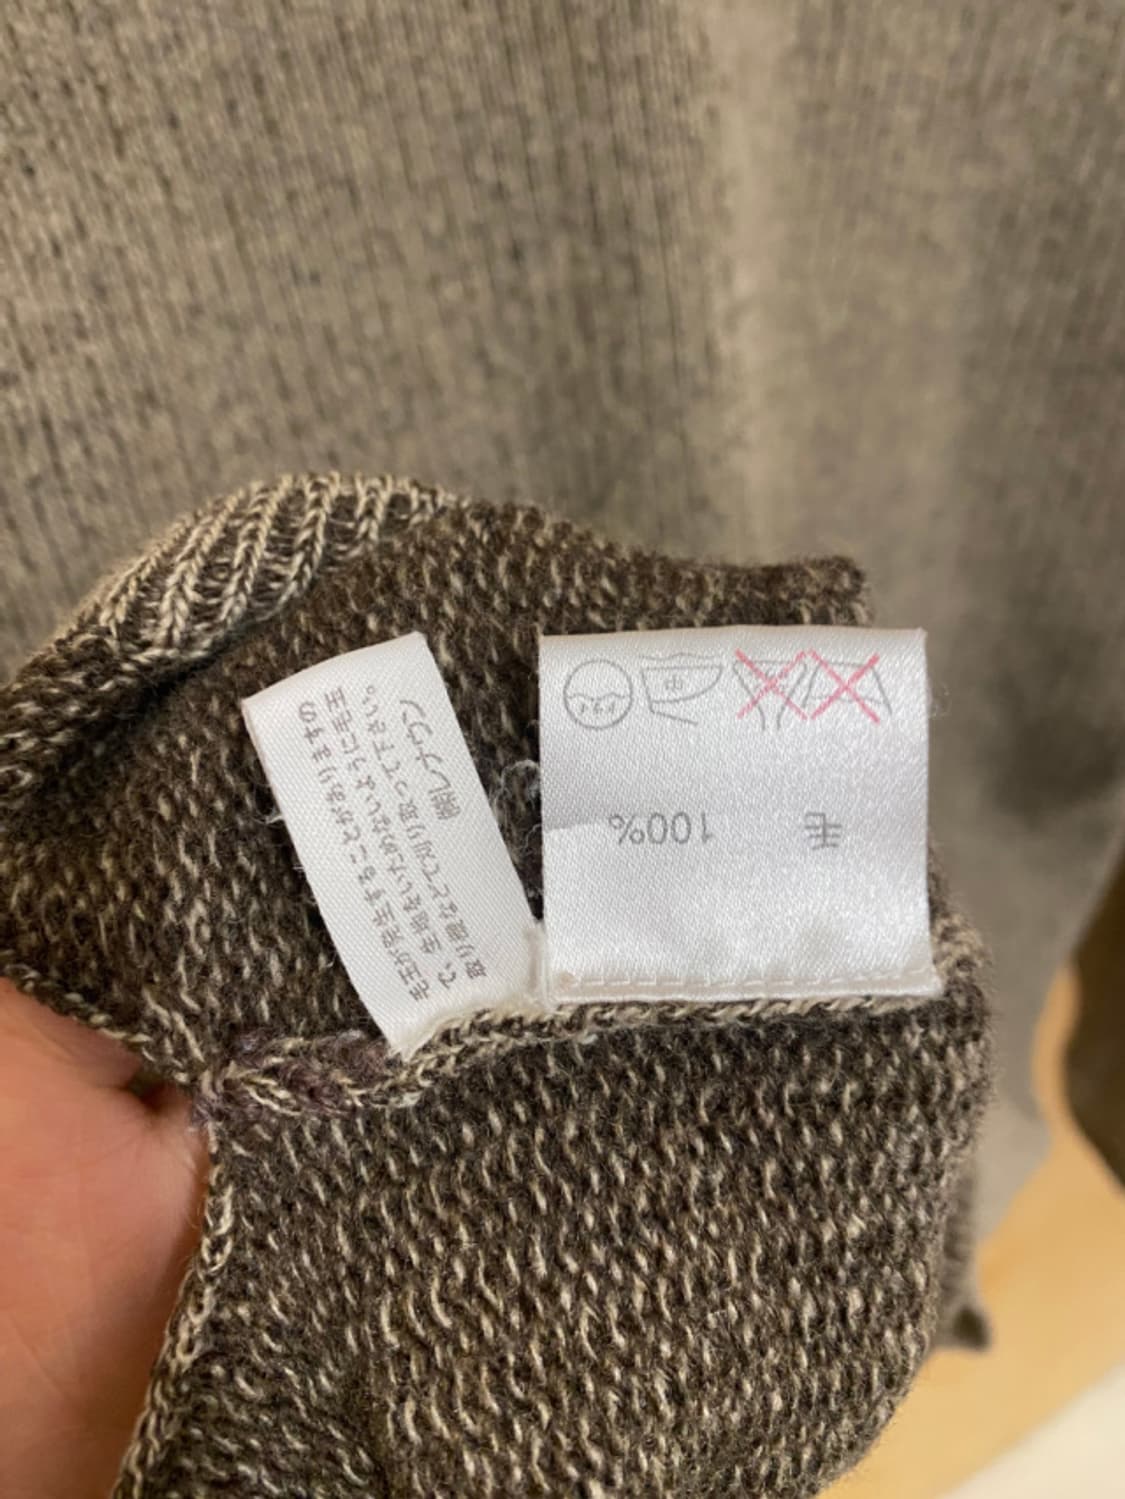 毛玉が発生することがありますの
で、生地をいためないように毛玉
取り機などで刈り取って下さい。
㈱レナウン
毛 100%
中
ドライ